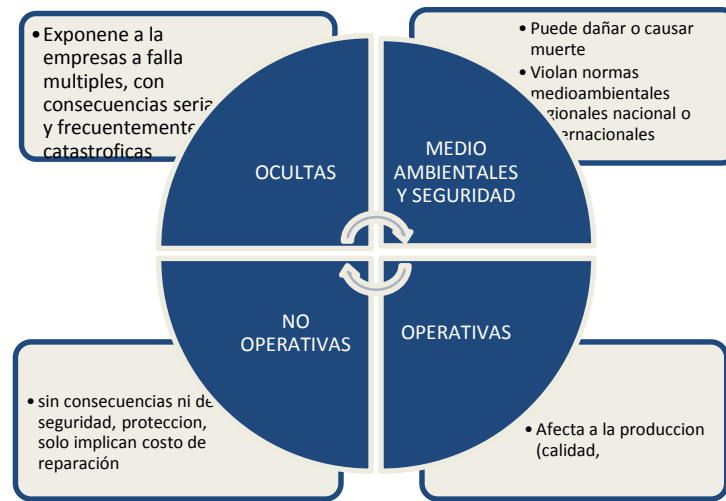 • Exponene a la
empresas a falla
multiples, con
consecuencias seria
y frecuentemente
catastroficas
• Puede dañar o causar
muerte
• Violan normas
medioambientales
nacional o
OCULTAS
MEDIO
AMBIENTALES
Y SEGURIDAD
NO
OPERATIVAS
OPERATIVAS
• sin consecuencias ni de
seguridad, proteccion,
solo implican costo de
reparación
• Afecta a la produccion
(calidad,